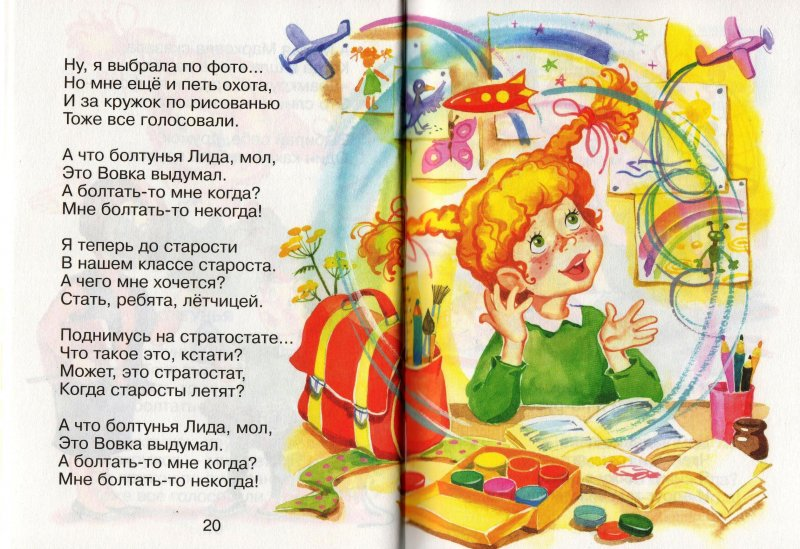 Ну, я выбрала по фото...
Но мне ещё и петь охота,
И за кружок по рисованью
Тоже все голосовали.
А что болтунья Лида, мол,
Это Вовка выдумал.
А болтать-то мне когда?
Мне болтать-то некогда!
Я теперь до старости
В нашем классе староста.
А чего мне хочется?
Стать, ребята, лётчицей.
Поднимусь на стратостате...
Что такое это, кстати?
Может, это стратостат,
Когда старосты летят?
А что болтунья Лида, мол,
Это Вовка выдумал.
А болтать-то мне когда?
Мне болтать-то некогда!
20